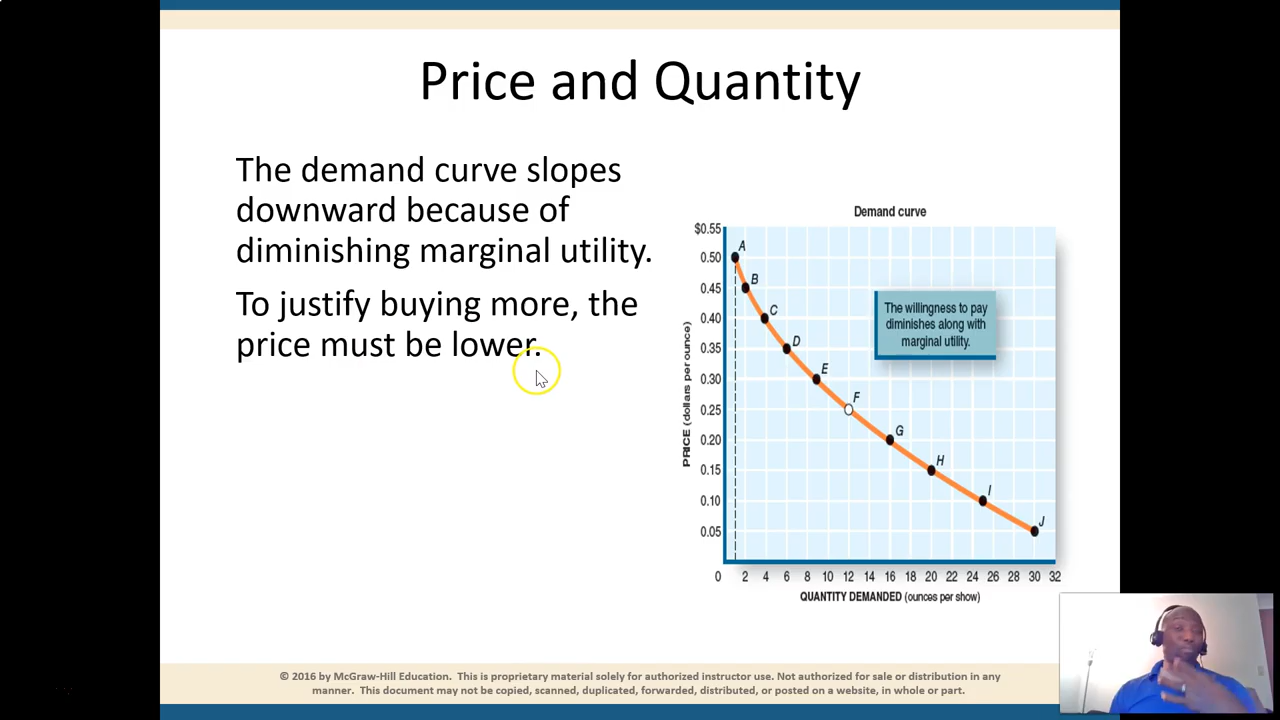 Price and Quantity
The demand curve slopes
downward because of
diminishing marginal utility.
To justify buying more, the
price must be lower.
Demand curve
$0.55
0.50
0.45
0.40
0.35
0.30
0.25
0.20
0.15
0.10
0.05
PRICE (dollars per ounce)
A
B
C
D
E
F
G
H
I
J
The willingness to pay
diminishes along with
marginal utility.
0 2 4 6 8 10 12 14 16 18 20 22 24 26 28 30 32
QUANTITY DEMANDED (ounces per show)
© 2016 by McGraw-Hill Education. This is proprietary material solely for authorized instructor use. Not authorized for sale or distribution in any
manner. This document may not be copied, scanned, duplicated, forwarded, distributed, or posted on a website, in whole or part.